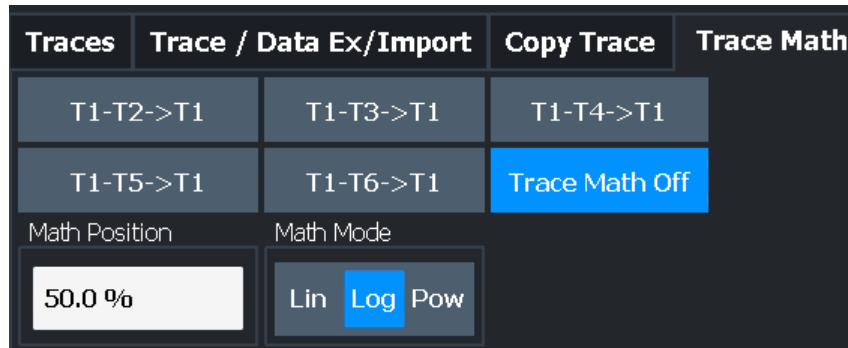 Traces Trace / Data Ex/Import Copy Trace Trace Math
T1-T2->T1 T1-T3->T1 T1-T4->T1
T1-T5->T1 T1-T6->T1 Trace Math Off
Math Position Math Mode
50.0 % Lin Log Pow